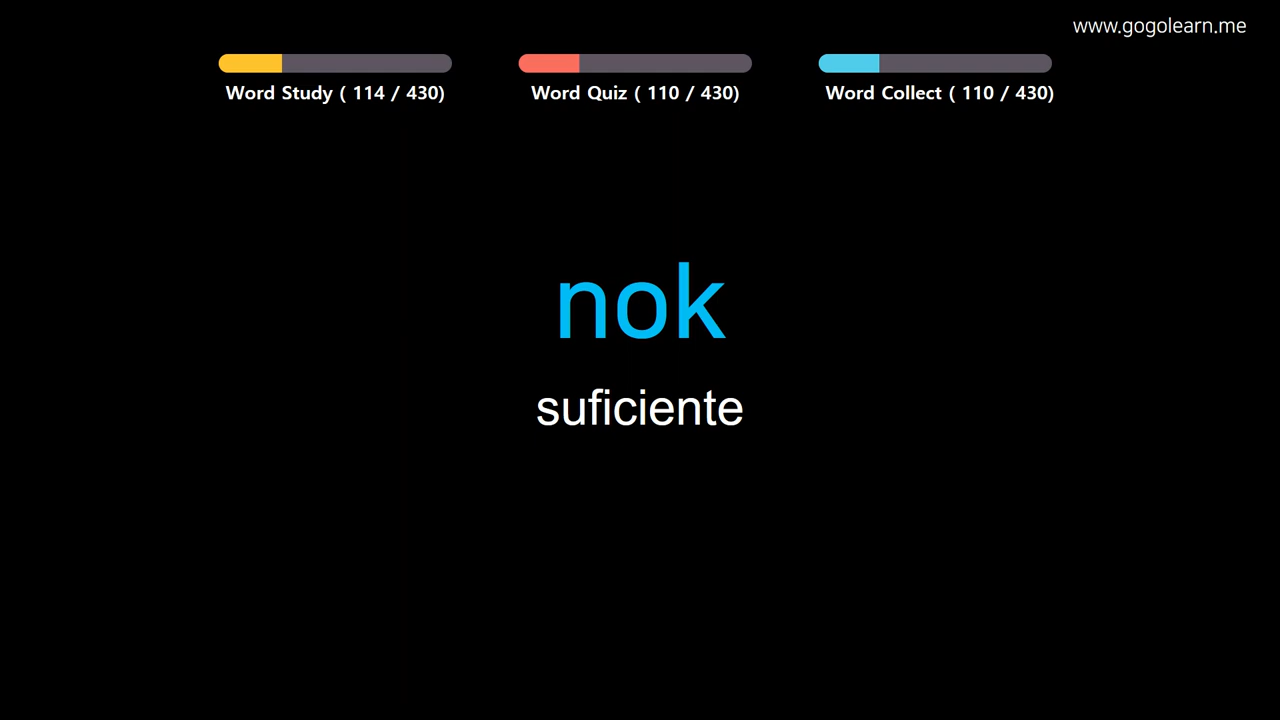 www.gogolearn.me
Word Study ( 114 / 430)
Word Quiz ( 110 / 430)
Word Collect ( 110 / 430)
nok
suficiente